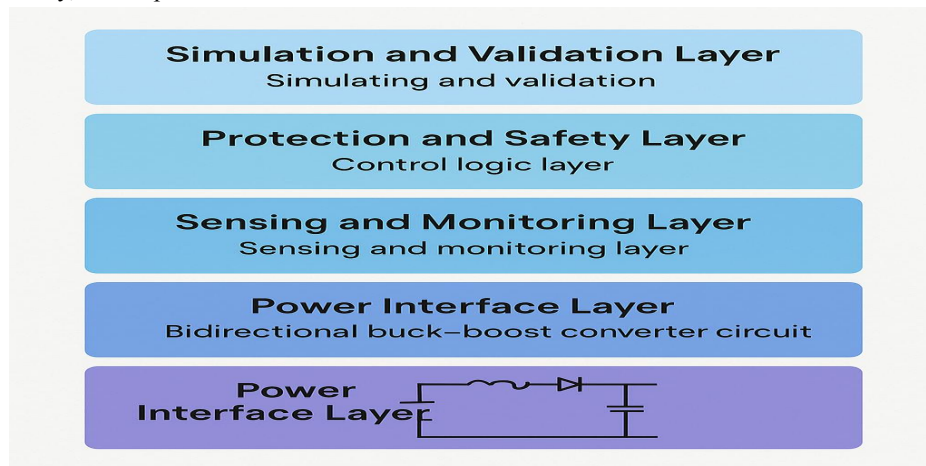 Simulation and Validation Layer
Simulating and validation
Protection and Safety Layer
Control logic layer
Sensing and Monitoring Layer
Sensing and monitoring layer
Power Interface Layer
Bidirectional buck–boost converter circuit
Power
Interface Layer